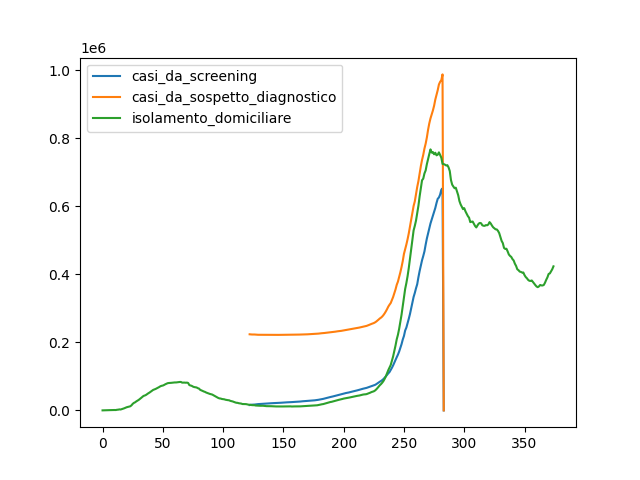 1e6
1.0
0.8
0.6
0.4
0.2
0.0
casi_da_screening
casi_da_sospetto_diagnostico
isolamento_domiciliare
0 50 100 150 200 250 300 350